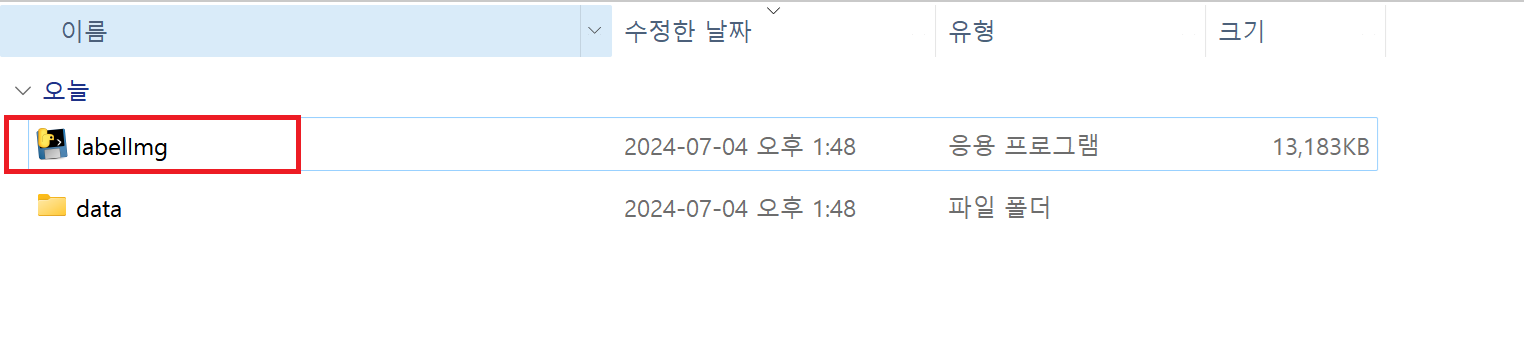 이름 수정한 날짜 유형 크기
오늘
labelImg 2024-07-04 오후 1:48 응용 프로그램 13,183KB
data 2024-07-04 오후 1:48 파일 폴더